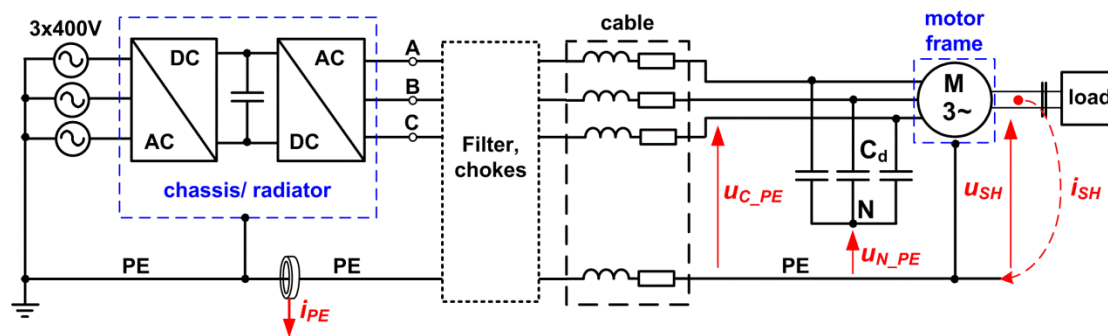 3x400V
DC
AC
AC
DC
chassis/ radiator
A
B
C
Filter,
chokes
cable
motor
frame
M
3~
load
C_d
N
u_C_PE
u_N_PE
u_SH
i_SH
PE
PE
PE
i_PE